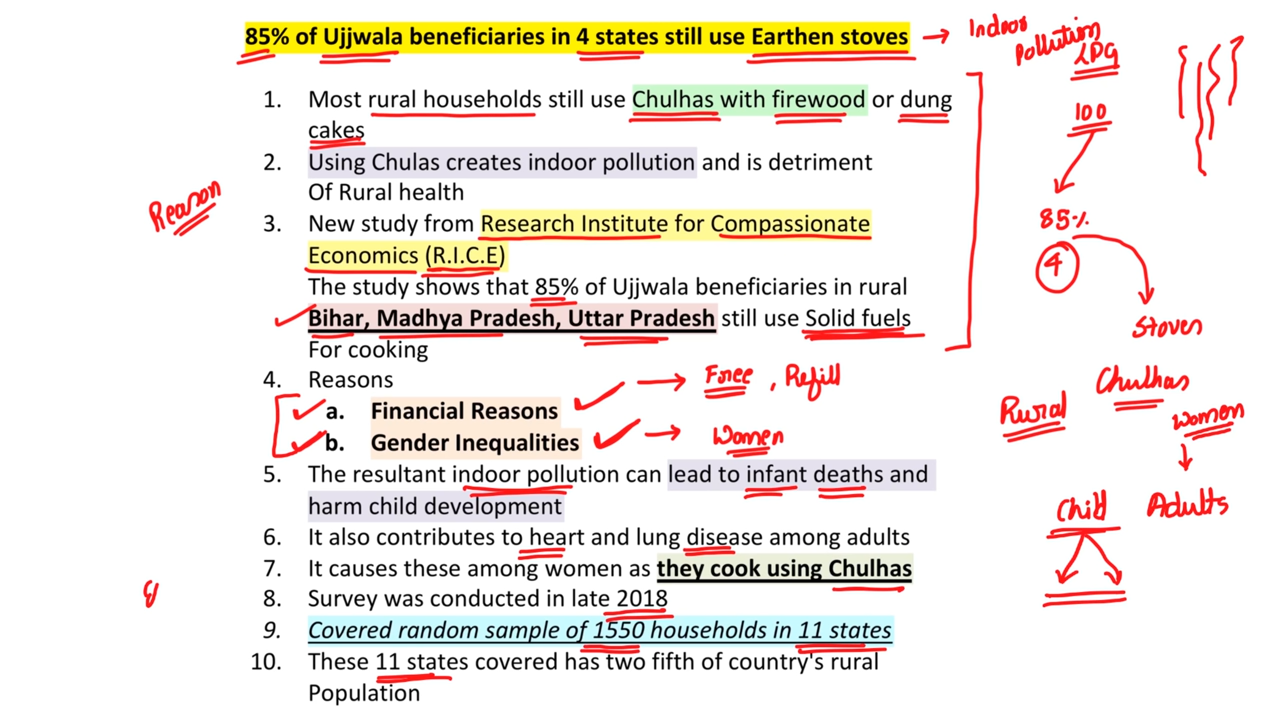 85% of Ujjwala beneficiaries in 4 states still use Earthen stoves → Indoor
Pollution
LPG
1. Most rural households still use Chulhas with firewood or dung
cakes
100
2. Using Chulas creates indoor pollution and is detriment
Of Rural health
Reason
3. New study from Research Institute for Compassionate
Economics (R.I.C.E)
85%
4
The study shows that 85% of Ujjwala beneficiaries in rural
Bihar, Madhya Pradesh, Uttar Pradesh still use Solid fuels
For cooking
Stoves
4. Reasons → Free, Refill
Chulhas
a. Financial Reasons
Rural
Women
b. Gender Inequalities → Women
5. The resultant indoor pollution can lead to infant deaths and
harm child development
Child Adults
6. It also contributes to heart and lung disease among adults
7. It causes these among women as they cook using Chulhas
8. Survey was conducted in late 2018
9. Covered random sample of 1550 households in 11 states
10. These 11 states covered has two fifth of country's rural
Population